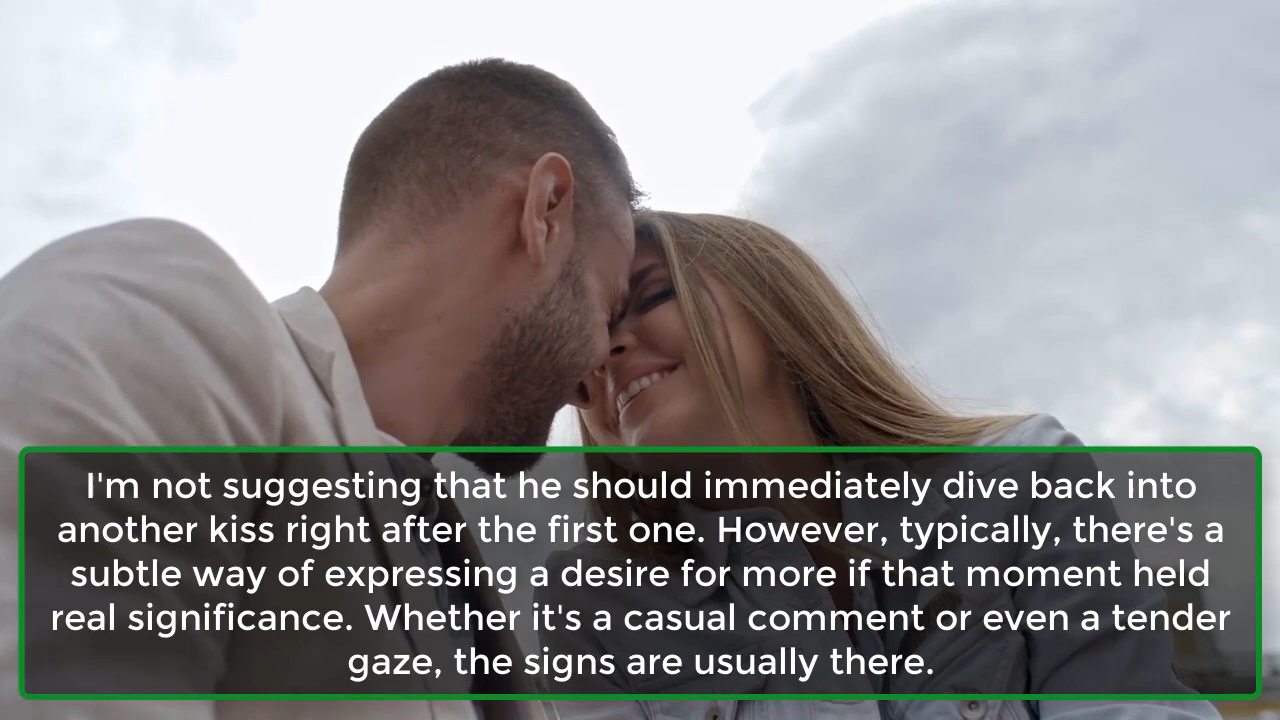 I'm not suggesting that he should immediately dive back into
another kiss right after the first one. However, typically, there's a
subtle way of expressing a desire for more if that moment held
real significance. Whether it's a casual comment or even a tender
gaze, the signs are usually there.